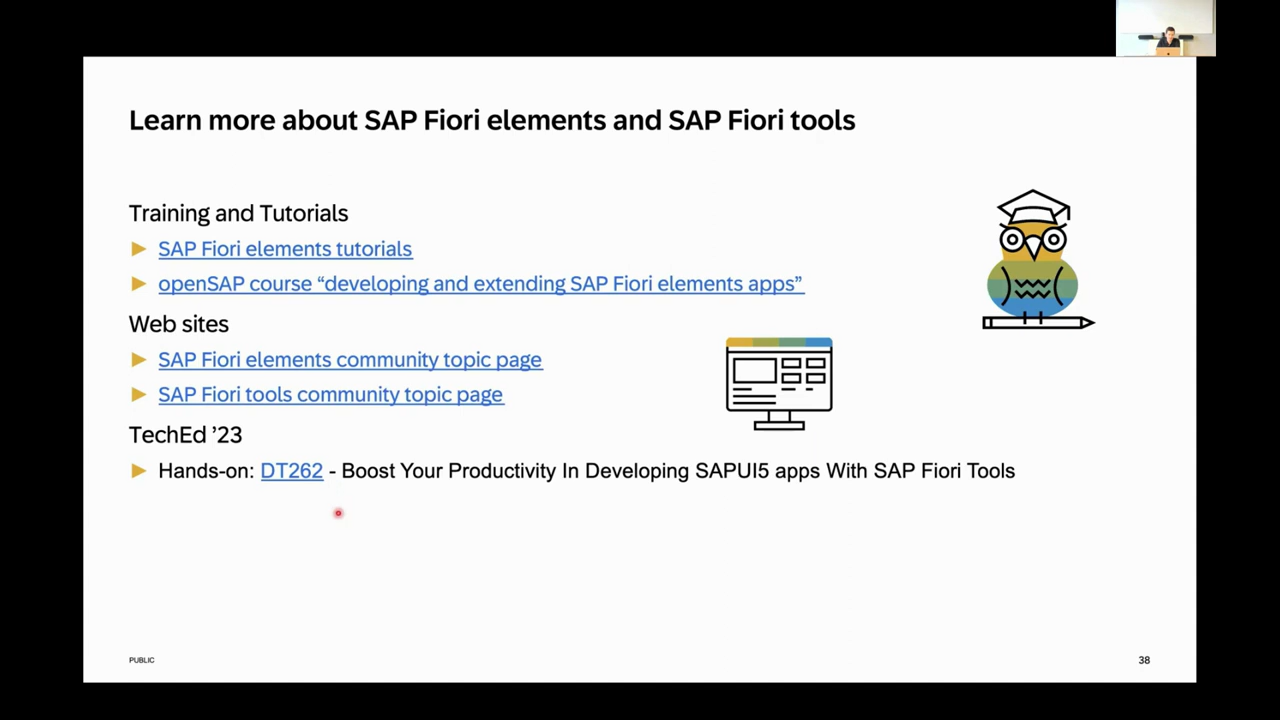 Learn more about SAP Fiori elements and SAP Fiori tools
Training and Tutorials
SAP Fiori elements tutorials
openSAP course “developing and extending SAP Fiori elements apps”
Web sites
SAP Fiori elements community topic page
SAP Fiori tools community topic page
TechEd ’23
Hands-on: DT262 - Boost Your Productivity In Developing SAPUI5 apps With SAP Fiori Tools
PUBLIC
38